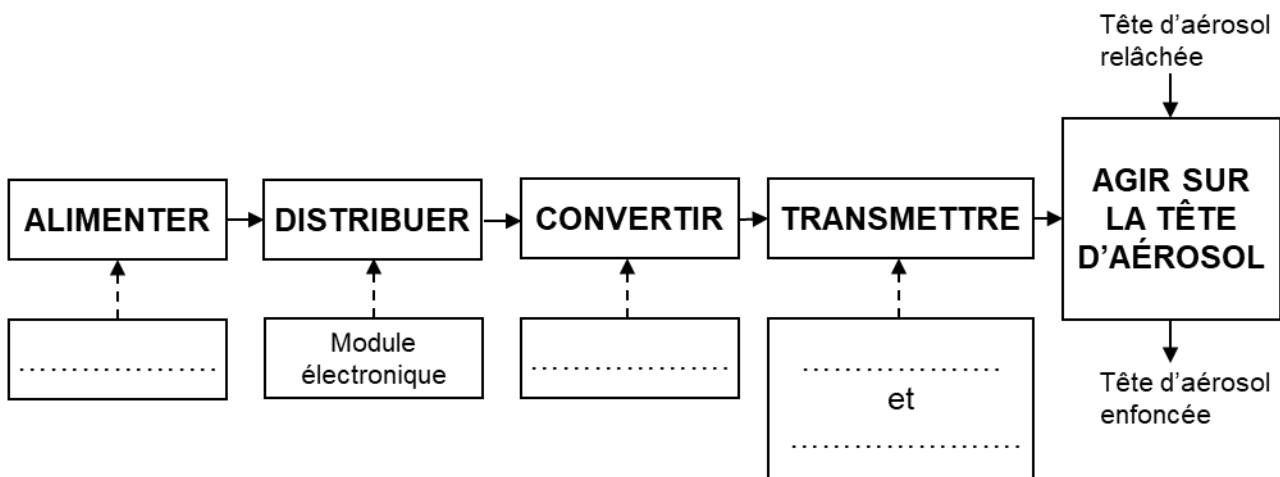 Tête d’aérosol
relâchée
ALIMENTER
DISTRIBUER
CONVERTIR
TRANSMETTRE
AGIR SUR
LA TÊTE
D’AÉROSOL
.......................
Module
électronique
.......................
.......................
et
...........................
Tête d’aérosol
enfoncée